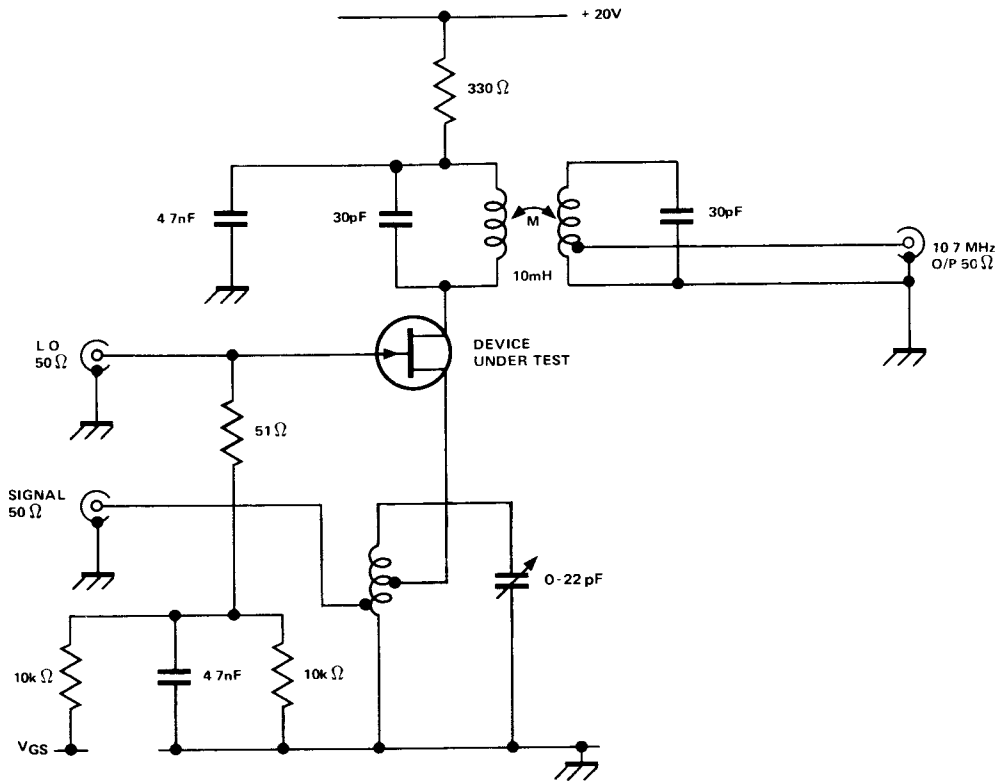 + 20V
330 Ω
4 7nF
30pF
M
30pF
10mH
10 7 MHz
O/P 50 Ω
L O
50 Ω
DEVICE
UNDER TEST
51 Ω
SIGNAL
50 Ω
0-22 pF
10k Ω
4 7nF
10k Ω
VGS